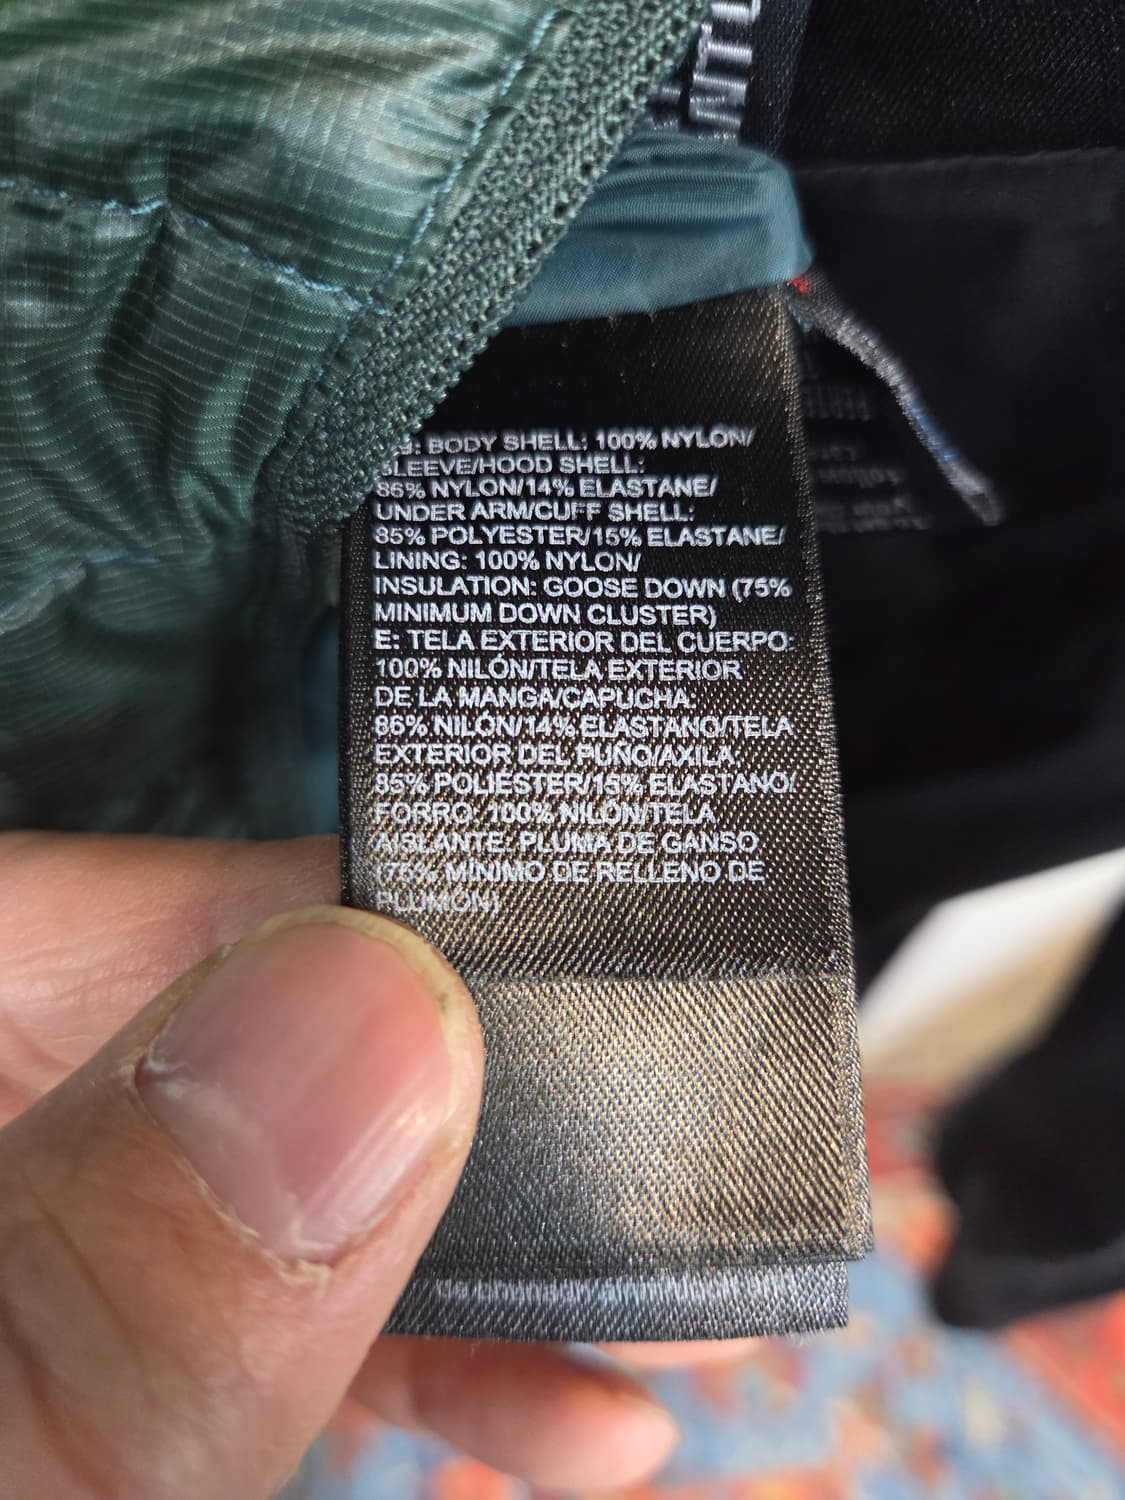 BODY SHELL: 100% NYLON/
SLEEVE/HOOD SHELL:
86% NYLON/14% ELASTANE/
UNDER ARM/CUFF SHELL:
85% POLYESTER/15% ELASTANE/
LINING: 100% NYLON/
INSULATION: GOOSE DOWN (75%
MINIMUM DOWN CLUSTER)
E: TELA EXTERIOR DEL CUERPO:
100% NILÓN/TELA EXTERIOR
DE LA MANGA/CAPUCHA:
86% NILÓN/14% ELASTANO/TELA
EXTERIOR DEL PUÑO/AXILA
85% POLIÉSTER/15% ELASTANO/
FORRO: 100% NILÓN/TELA
AISLANTE: PLUMA DE GANSO
(75% MÍNIMO DE RELLENO DE
PLUMÓN)